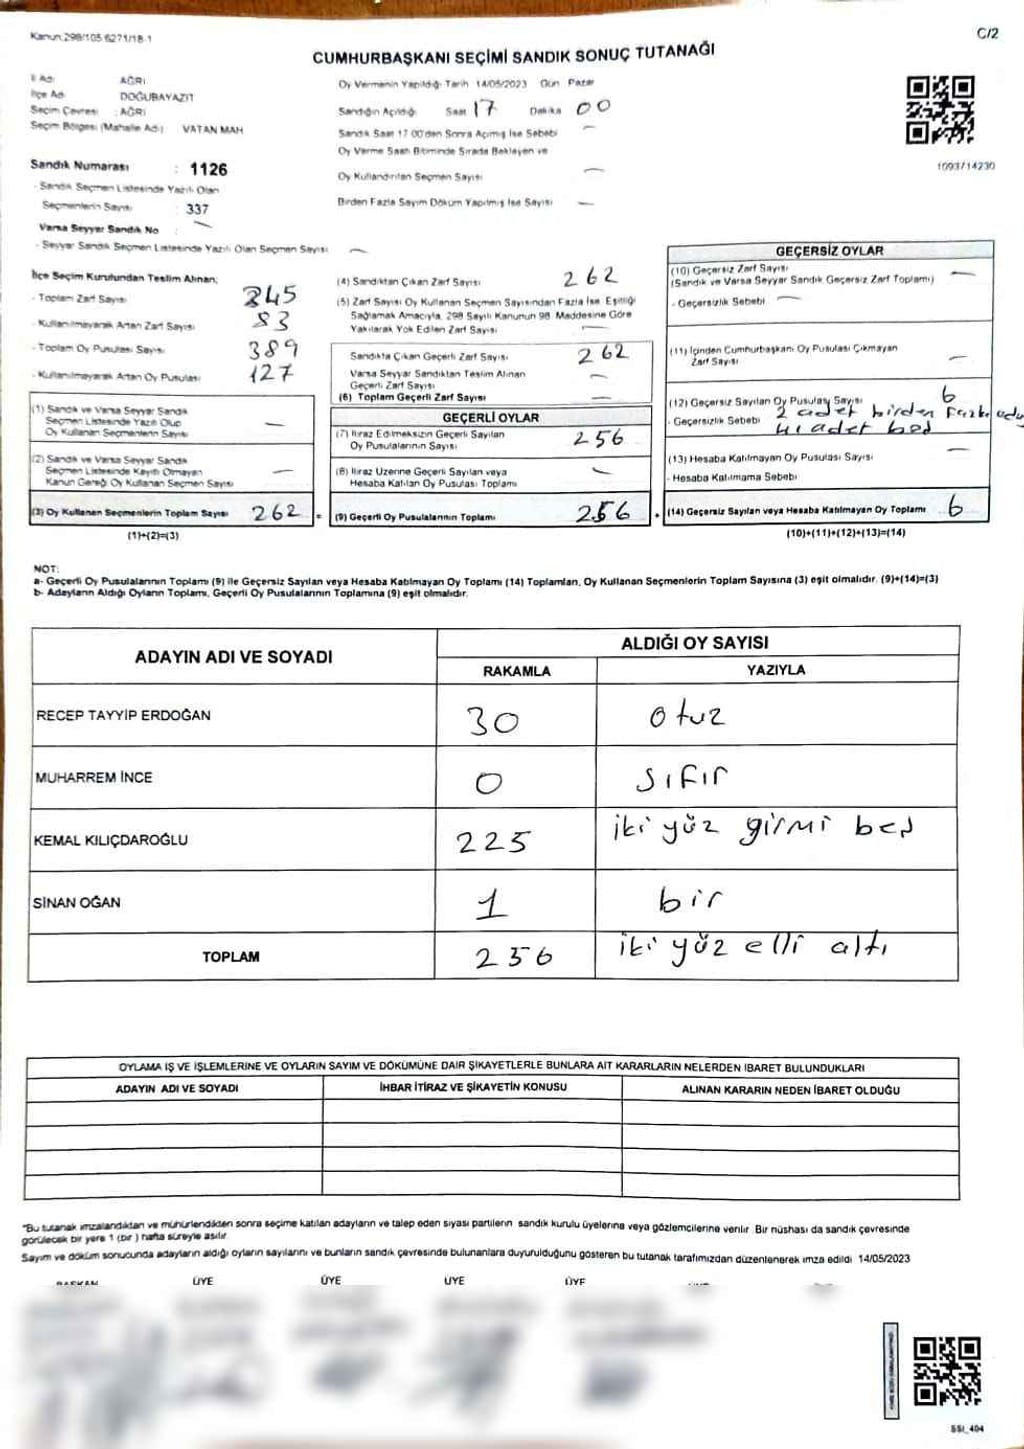 Kanun:298/105 6271/18-1
C/2
CUMHURBAŞKANI SEÇİMİ SANDIK SONUÇ TUTANAĞI
İl Adı AĞRI
İlçe Adı DOĞUBAYAZIT
Seçim Çevresi : AĞRI
Seçim Bölgesi (Mahalle Adı) VATAN MAH
Oy Vermenin Yapıldığı Tarih 14/05/2023 Gün Pazar
Sandığın Açıldığı Saat 17 Dakika 00
Sandık Saat 17 00'den Sonra Açımış İse Sebebi —
Oy Verme Saati Bitiminde Sırada Bekleyen ve
Oy Kullandırılan Seçmen Sayısı —
Birden Fazla Sayım Döküm Yapılmış İse Sayısı —
1093714230
Sandık Numarası : 1126
- Sandık Seçmen Listesinde Yazılı Olan
Seçmenlerin Sayısı : 337
Varsa Seyyar Sandık No : —
- Seyyar Sandık Seçmen Listesinde Yazılı Olan Seçmen Sayısı —
İlçe Seçim Kurulundan Teslim Alınan;
- Toplam Zarf Sayısı 345
- Kullanılmayarak Artan Zarf Sayısı 83
- Toplam Oy Pusulası Sayısı 389
- Kullanılmayarak Artan Oy Pusulası 127
(1) Sandık ve Varsa Seyyar Sandık
Seçmen Listesinde Yazılı Olup
Oy Kullanan Seçmenlerin Sayısı —
(2) Sandık ve Varsa Seyyar Sandık
Seçmen Listesinde Kayıtlı Olmayan
Kanun Gereği Oy Kullanan Seçmen Sayısı —
(3) Oy Kullanan Seçmenlerin Toplam Sayısı 262 =
(1)+(2)=(3)
(4) Sandıktan Çıkan Zarf Sayısı 262
(5) Zarf Sayısı Oy Kullanan Seçmen Sayısından Fazla İse, Eşitliği
Sağlamak Amacıyla, 298 Sayılı Kanunun 98. Maddesine Göre
Yakılarak Yok Edilen Zarf Sayısı —
Sandıkta Çıkan Geçerli Zarf Sayısı 262
Varsa Seyyar Sandıktan Teslim Alınan
Geçerli Zarf Sayısı —
(6) Toplam Geçerli Zarf Sayısı —
GEÇERLİ OYLAR
(7) İtiraz Edilmeksizin Geçerli Sayılan
Oy Pusulalarının Sayısı 256
(8) İtiraz Üzerine Geçerli Sayılan veya
Hesaba Katılan Oy Pusulası Toplamı —
(9) Geçerli Oy Pusulalarının Toplamı 256 +
GEÇERSİZ OYLAR
(10) Geçersiz Zarf Sayısı
(Sandık ve Varsa Seyyar Sandık Geçersiz Zarf Toplamı) —
- Geçersizlik Sebebi —
(11) İçinden Cumhurbaşkanı Oy Pusulası Çıkmayan
Zarf Sayısı —
(12) Geçersiz Sayılan Oy Pusulası Sayısı 6
- Geçersizlik Sebebi 2 adet birden
adet beş
(13) Hesaba Katılmayan Oy Pusulası Sayısı —
- Hesaba Katılmama Sebebi
(14) Geçersiz Sayılan veya Hesaba Katılmayan Oy Toplamı 6
(10)+(11)+(12)+(13)=(14)
NOT:
a- Geçerli Oy Pusulalarının Toplamı (9) ile Geçersiz Sayılan veya Hesaba Katılmayan Oy Toplamı (14) Toplamları, Oy Kullanan Seçmenlerin Toplam Sayısına (3) eşit olmalıdır. (9)+(14)=(3)
b- Adayların Aldığı Oyların Toplamı, Geçerli Oy Pusulalarının Toplamına (9) eşit olmalıdır.
ADAYIN ADI VE SOYADI
ALDIĞI OY SAYISI
RAKAMLA YAZIYLA
RECEP TAYYİP ERDOĞAN 30 otuz
MUHARREM İNCE 0 sıfır
KEMAL KILIÇDAROĞLU 225 iki yüz girmi beş
SİNAN OĞAN 1 bir
TOPLAM 256 iki yüz elli altı
OYLAMA İŞ VE İŞLEMLERİNE VE OYLARIN SAYIM VE DÖKÜMÜNE DAİR ŞİKAYETLERLE BUNLARA AİT KARARLARIN NELERDEN İBARET BULUNDUKLARI
ADAYIN ADI VE SOYADI İHBAR İTİRAZ VE ŞİKAYETİN KONUSU ALINAN KARARIN NEDEN İBARET OLDUĞU
"Bu tutanak imzalandıktan ve mühürlendikten sonra seçime katılan adayların ve talep eden siyasi partilerin sandık kurulu üyelerine veya gözlemcilerine verilir. Bir nüshası da sandık çevresinde
görülecek bir yere 1 (bir ) hafta süreyle asılır.
Sayım ve döküm sonucunda adayların aldığı oyların sayılarını ve bunların sandık çevresinde bulunanlara duyurulduğunu gösteren bu tutanak tarafımızdan düzenlenerek imza edildi 14/05/2023
BAŞKAN ÜYE ÜYE ÜYE ÜYE
SSI_404